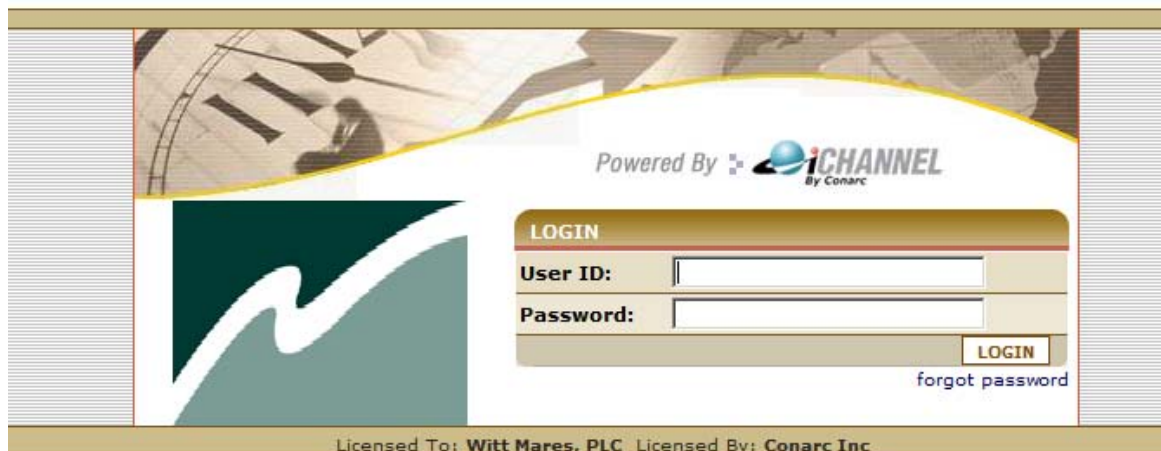 Powered By iCHANNEL
By Conarc
LOGIN
User ID:
Password:
LOGIN
forgot password
Licensed To: Witt Mares, PLC Licensed By: Conarc Inc